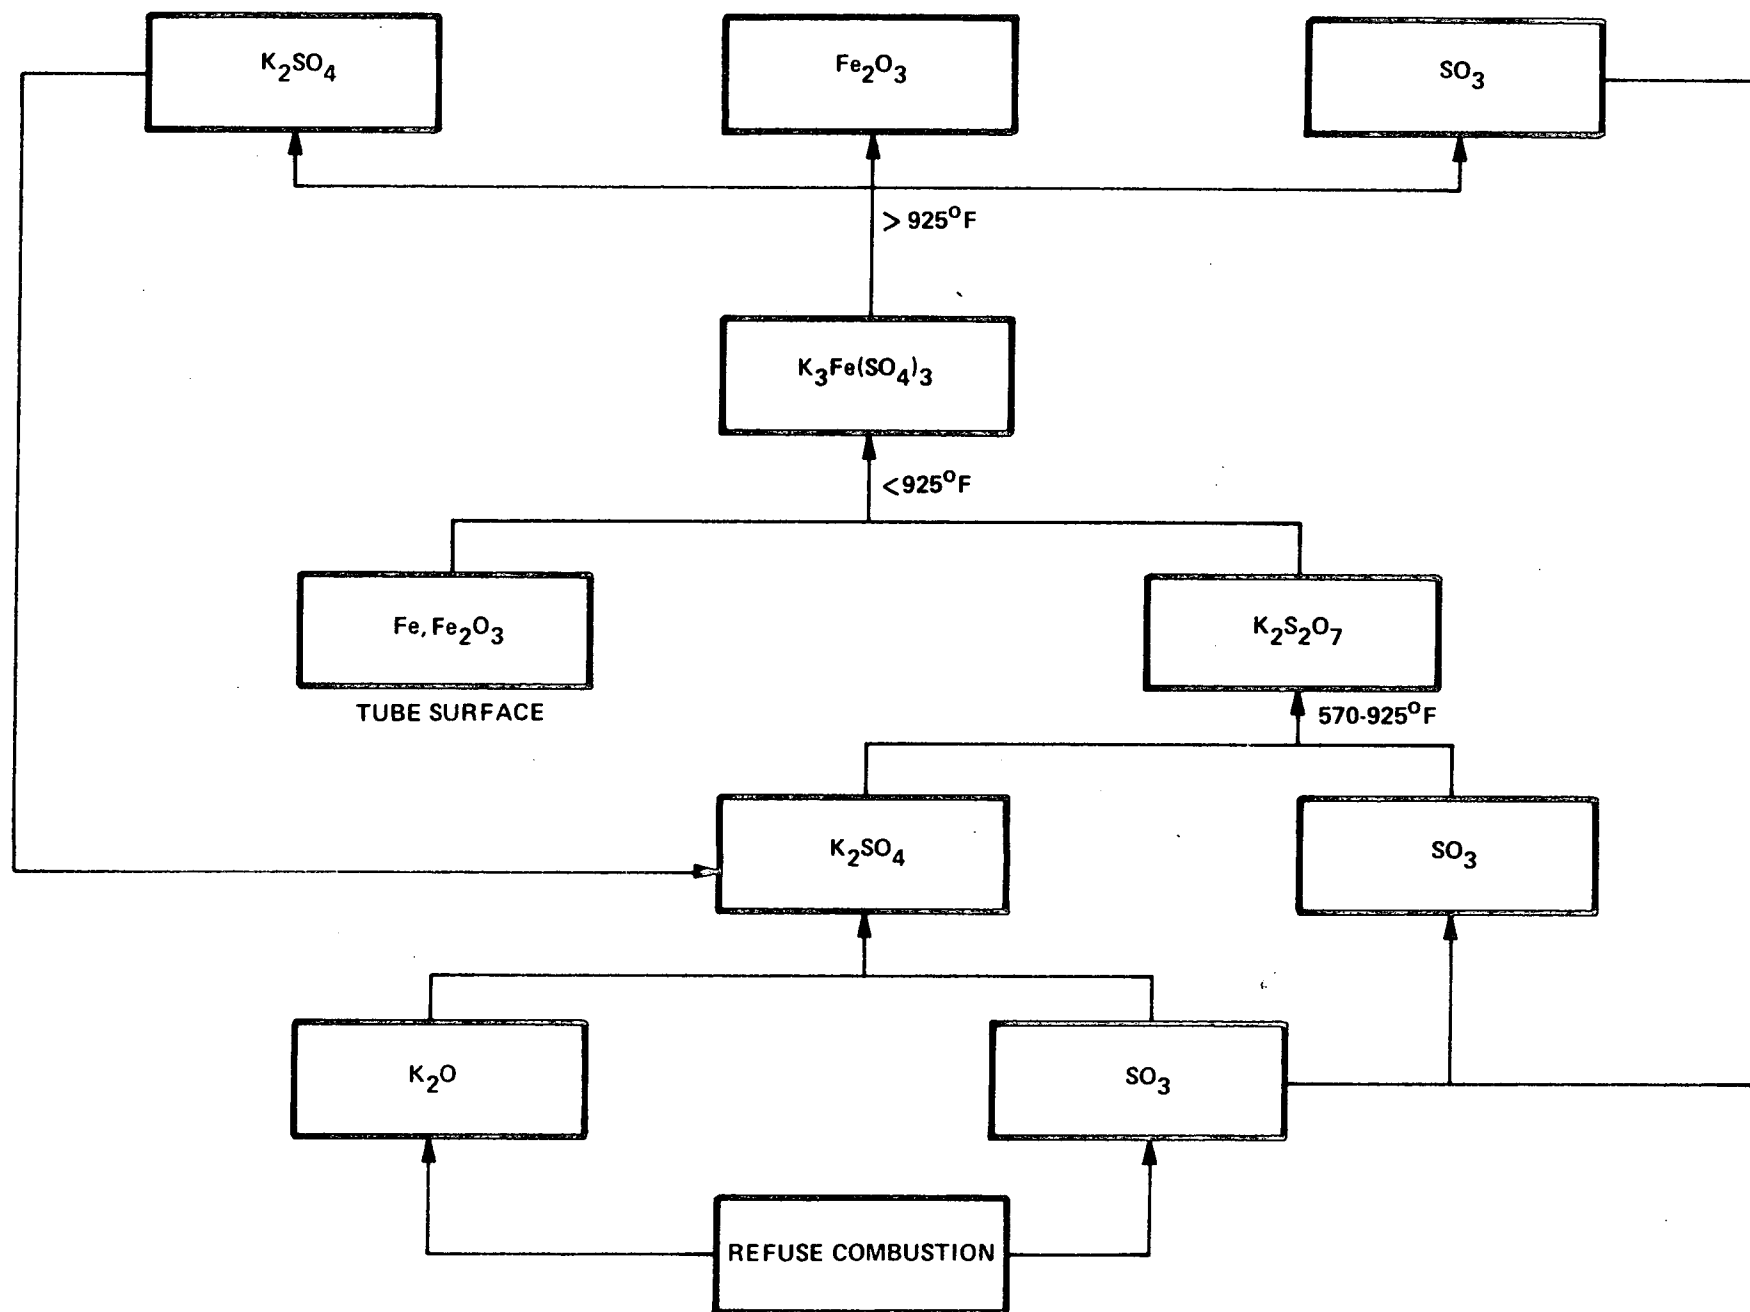 K₂SO₄
Fe₂O₃
SO₃
> 925°F
K₃Fe(SO₄)₃
<925°F
Fe, Fe₂O₃
K₂S₂O₇
TUBE SURFACE
570-925°F
K₂SO₄
SO₃
K₂O
SO₃
REFUSE COMBUSTION